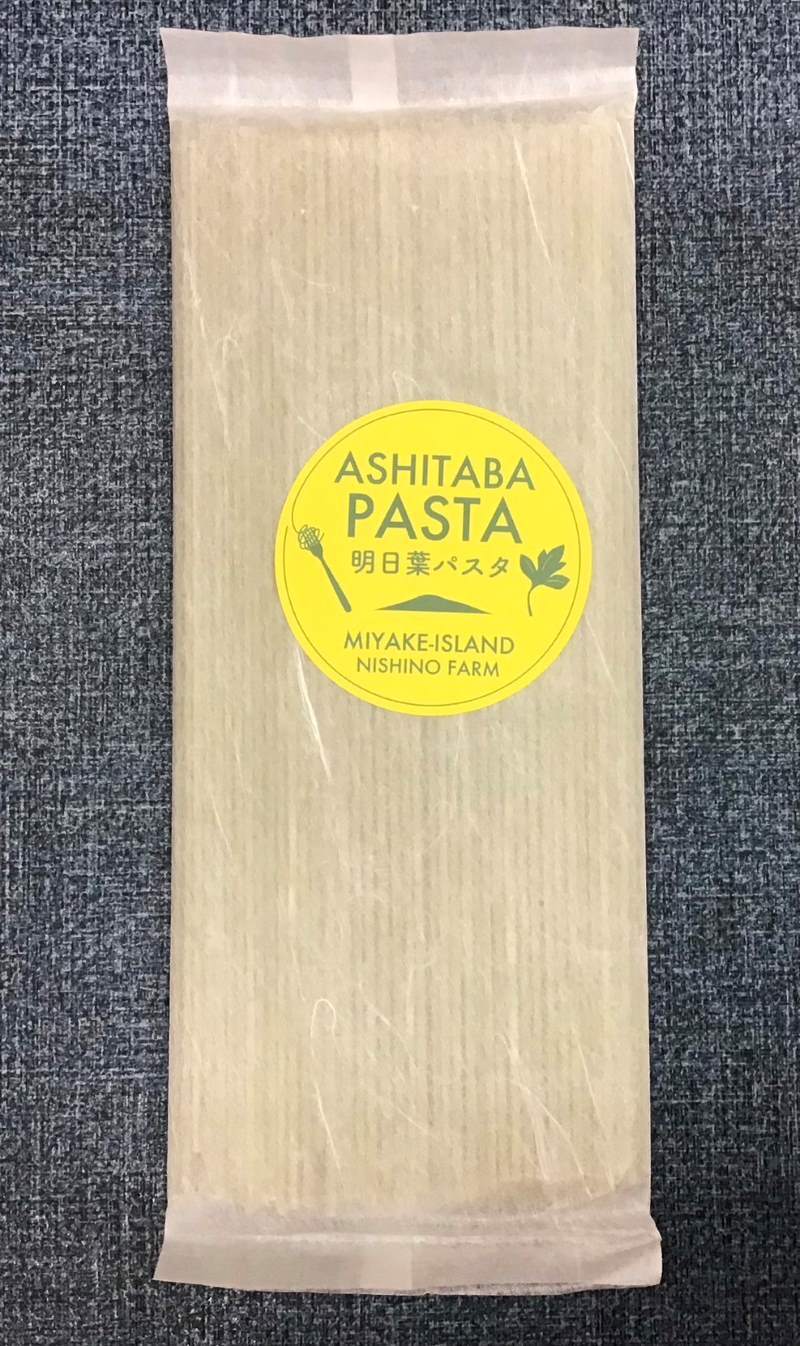 ASHITABA
PASTA
明日葉パスタ
MIYAKE-ISLAND
NISHINO FARM